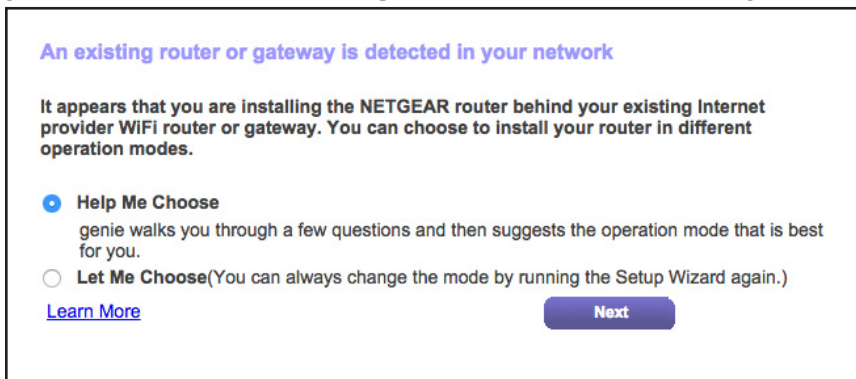 An existing router or gateway is detected in your network
It appears that you are installing the NETGEAR router behind your existing Internet
provider WiFi router or gateway. You can choose to install your router in different
operation modes.
Help Me Choose
genie walks you through a few questions and then suggests the operation mode that is best
for you.
Let Me Choose(You can always change the mode by running the Setup Wizard again.)
Learn More
Next